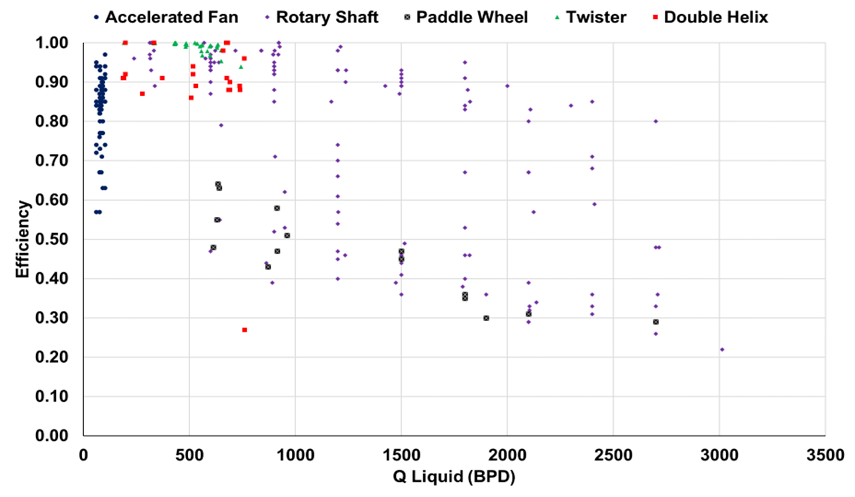 Accelerated Fan Rotary Shaft Paddle Wheel Twister Double Helix
1.00
0.90
0.80
0.70
0.60
0.50
0.40
0.30
0.20
0.10
0.00
Efficiency
0 500 1000 1500 2000 2500 3000 3500
Q Liquid (BPD)